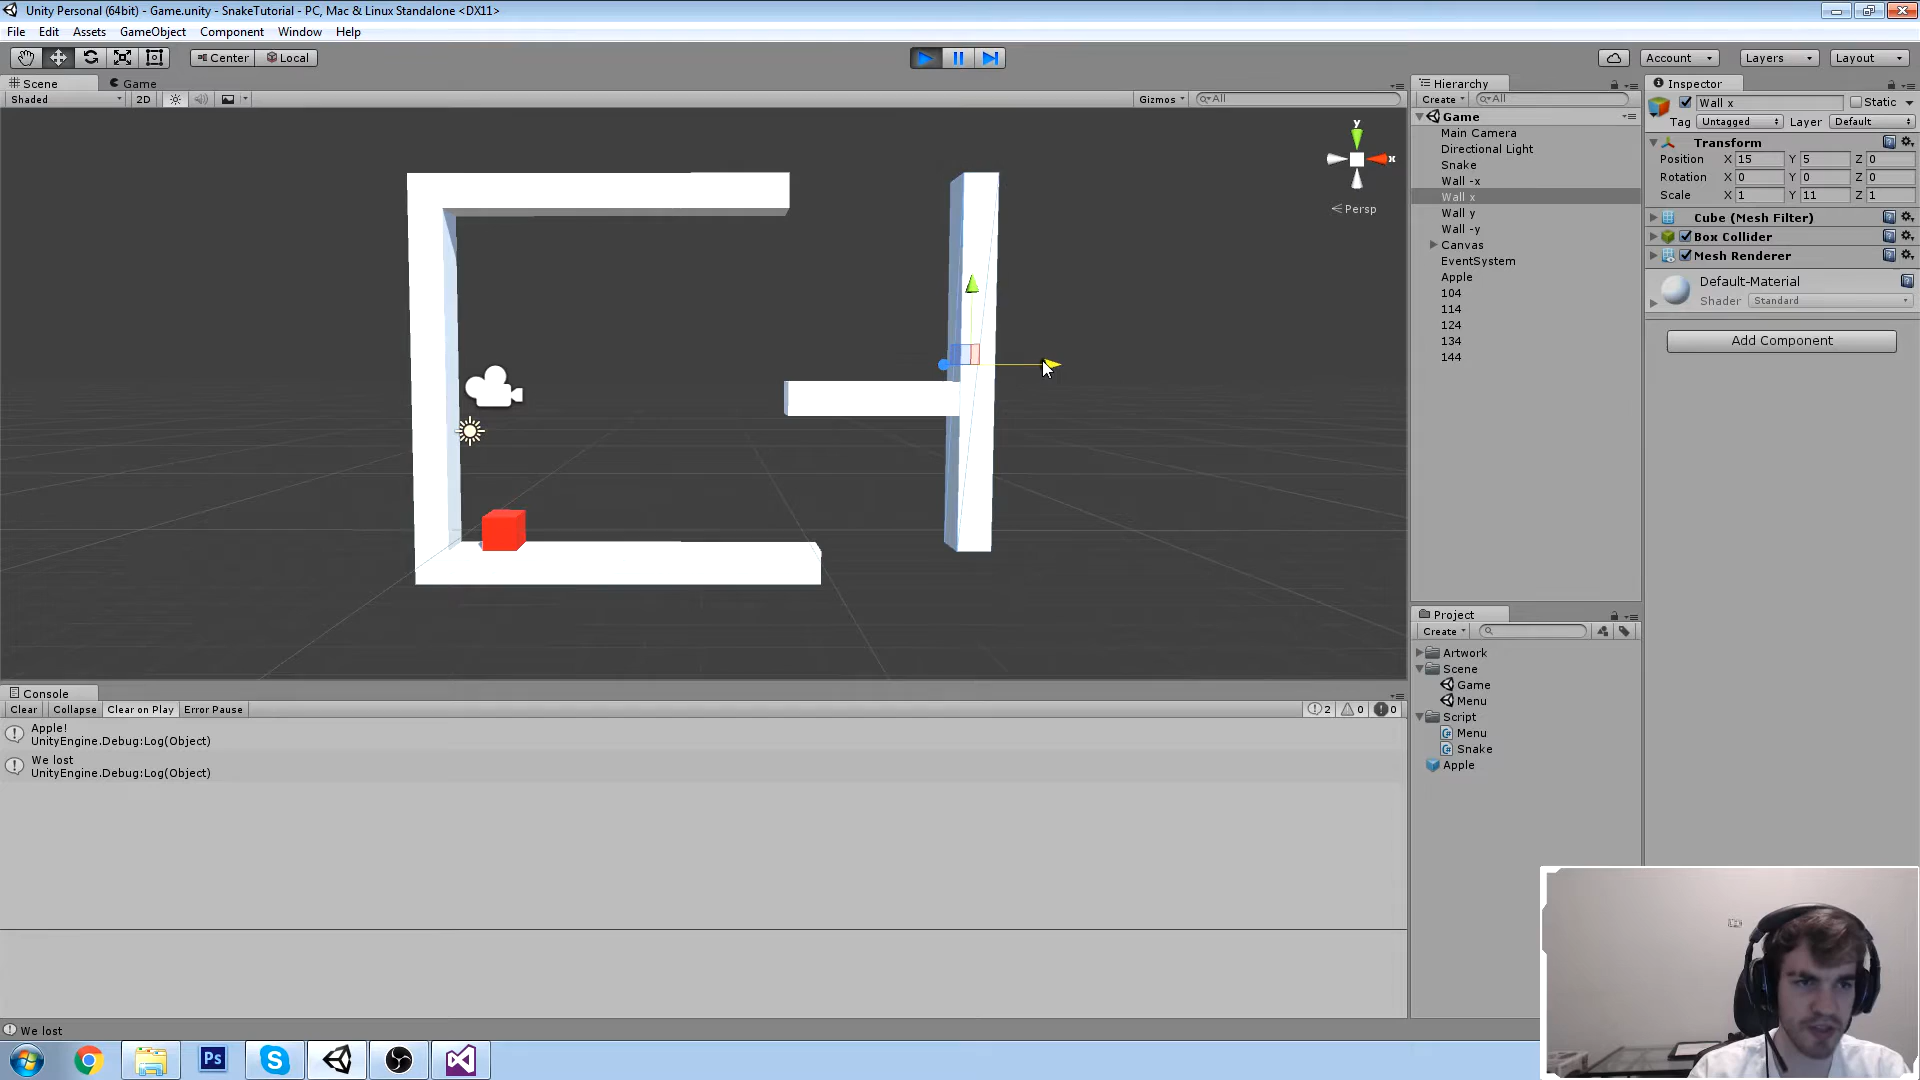 Unity Personal (64bit) - Game.unity - SnakeTutorial - PC, Mac & Linux Standalone <DX11>
File Edit Assets GameObject Component Window Help
Center Local Account Layers Layout
Scene Game
Shaded 2D Gizmos All
y
x
Persp
Hierarchy
Create All
Game
Main Camera
Directional Light
Snake
Wall -x
Wall x
Wall y
Wall -y
Canvas
EventSystem
Apple
104
114
124
134
144
Inspector
Wall x Static
Tag Untagged Layer Default
Transform
Position X 15 Y 5 Z 0
Rotation X 0 Y 0 Z 0
Scale X 1 Y 11 Z 1
Cube (Mesh Filter)
Box Collider
Mesh Renderer
Default-Material
Shader Standard
Add Component
Project
Create
Artwork
Scene
Game
Menu
Script
Menu
Snake
Apple
Console
Clear Collapse Clear on Play Error Pause 2 0 0
Apple!
UnityEngine.Debug:Log(Object)
We lost
UnityEngine.Debug:Log(Object)
We lost
Ps